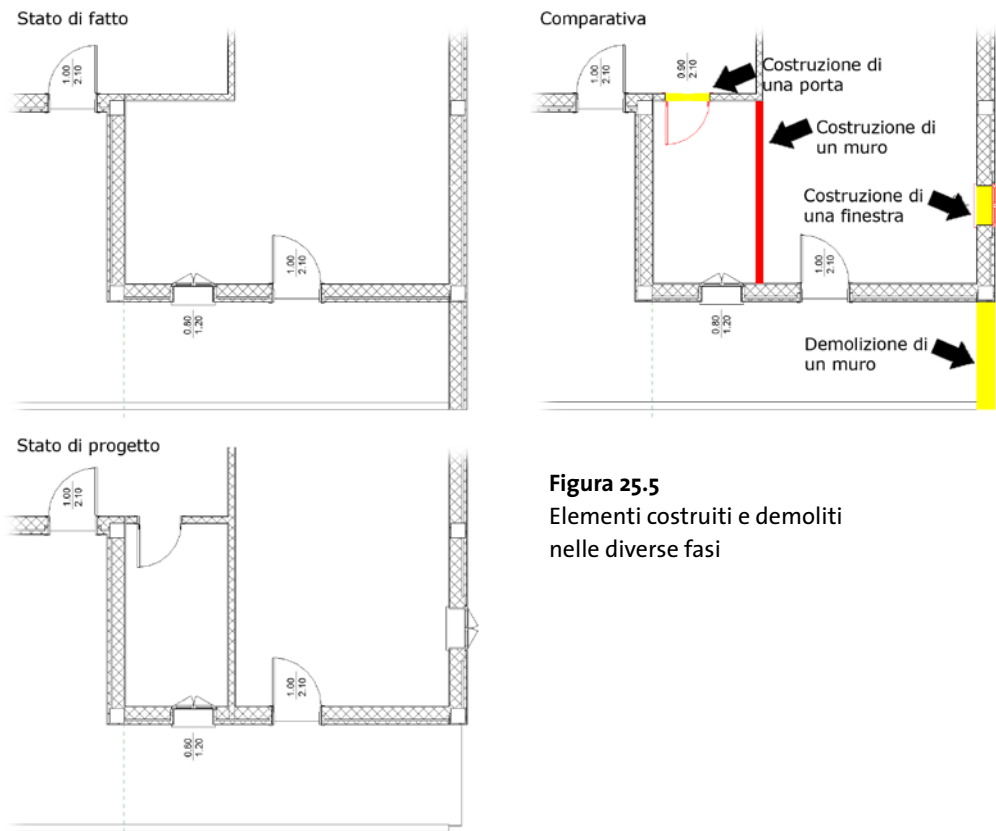 Stato di fatto
1.00
2.10
1.00
2.10
0.80
1.20
Comparativa
1.00
2.10
0.90
2.10
Costruzione di
una porta
Costruzione di
un muro
Costruzione di
una finestra
1.00
2.10
0.80
1.20
Demolizione di
un muro
Stato di progetto
1.00
2.10
1.00
2.10
0.80
1.20
Figura 25.5
Elementi costruiti e demoliti
nelle diverse fasi